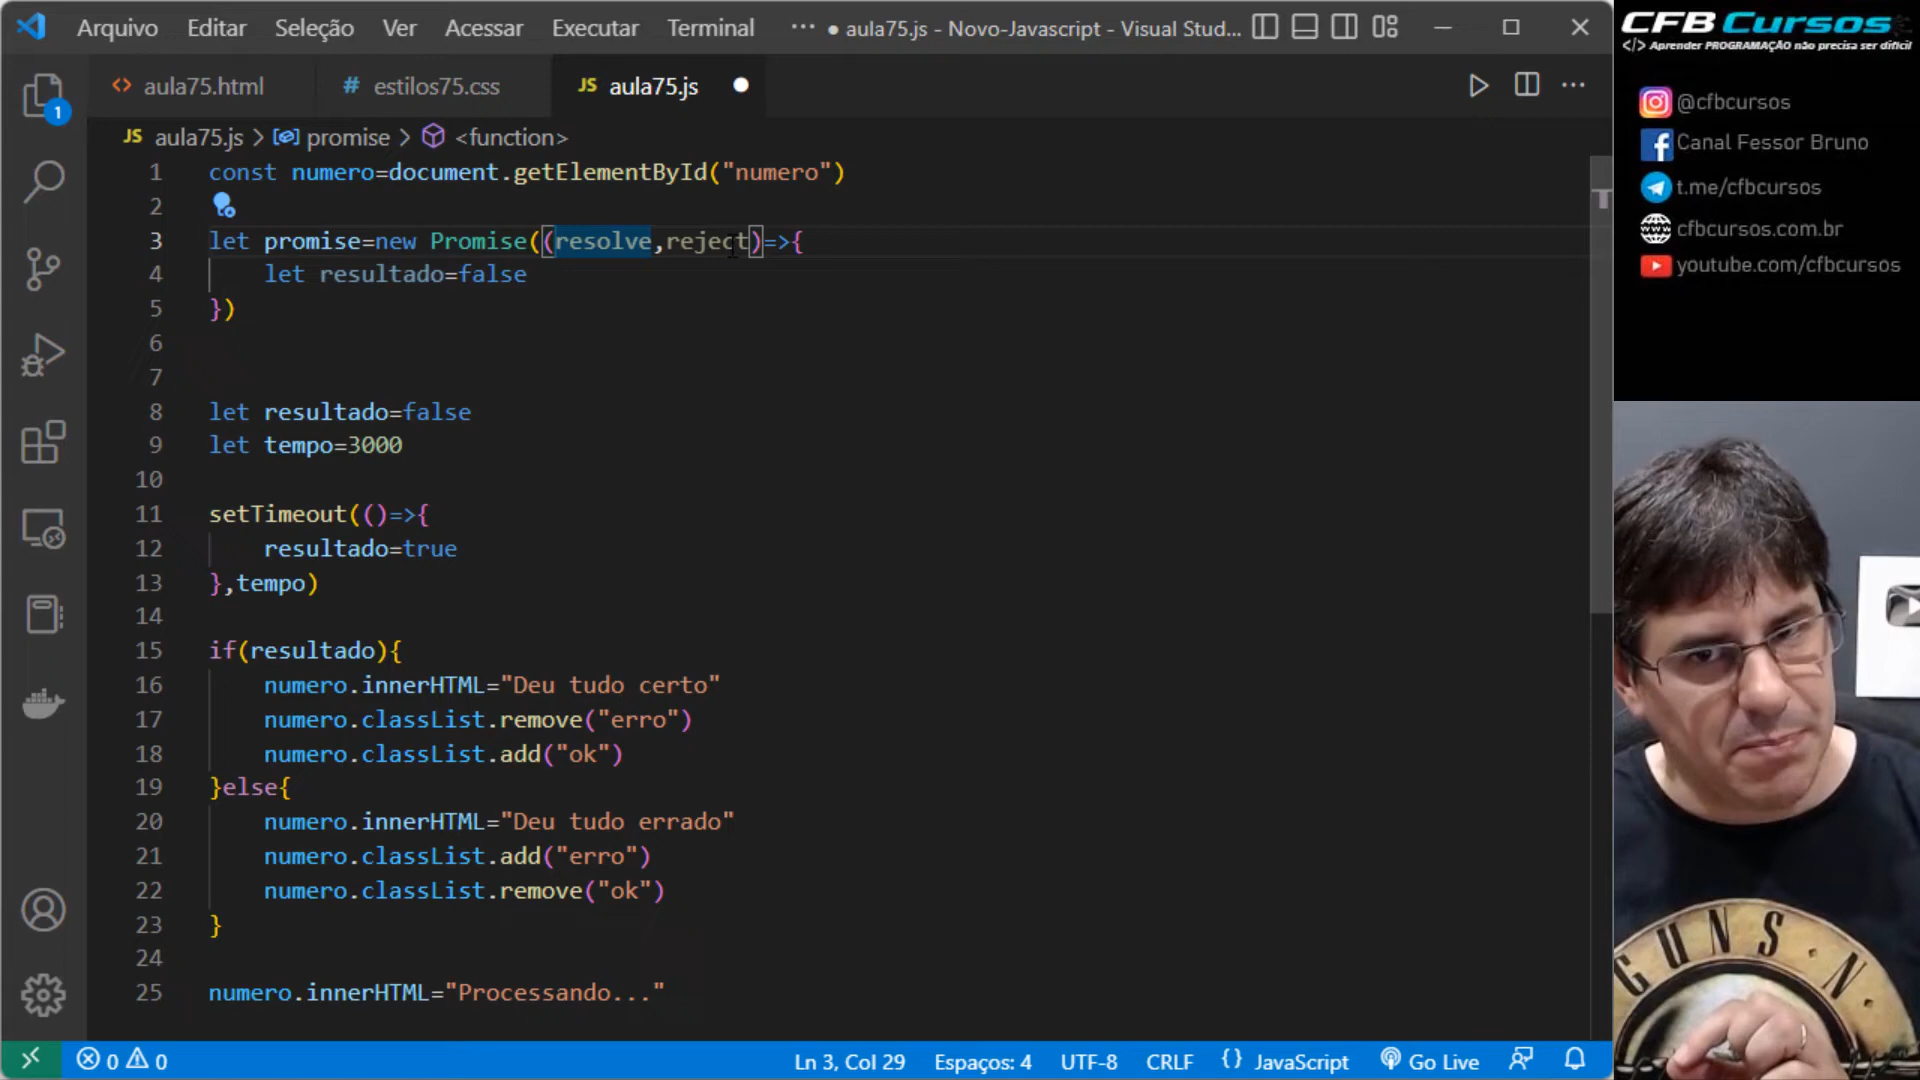 Arquivo Editar Seleção Ver Acessar Executar Terminal ··· ● aula75.js - Novo-Javascript - Visual Stud...
aula75.html # estilos75.css JS aula75.js
JS aula75.js > promise > <function>
1 const numero=document.getElementById("numero")
2
3 let promise=new Promise((resolve,reject)=>{
4 let resultado=false
5 })
6
7
8 let resultado=false
9 let tempo=3000
10
11 setTimeout(()=>{
12 resultado=true
13 },tempo)
14
15 if(resultado){
16 numero.innerHTML="Deu tudo certo"
17 numero.classList.remove("erro")
18 numero.classList.add("ok")
19 }else{
20 numero.innerHTML="Deu tudo errado"
21 numero.classList.add("erro")
22 numero.classList.remove("ok")
23 }
24
25 numero.innerHTML="Processando..."
1
0 0 Ln 3, Col 29 Espaços: 4 UTF-8 CRLF {} JavaScript Go Live
CFB Cursos
</> Aprender PROGRAMAÇÃO não precisa ser difícil
@cfbcursos
Canal Fessor Bruno
t.me/cfbcursos
cfbcursos.com.br
youtube.com/cfbcursos
GUNS N